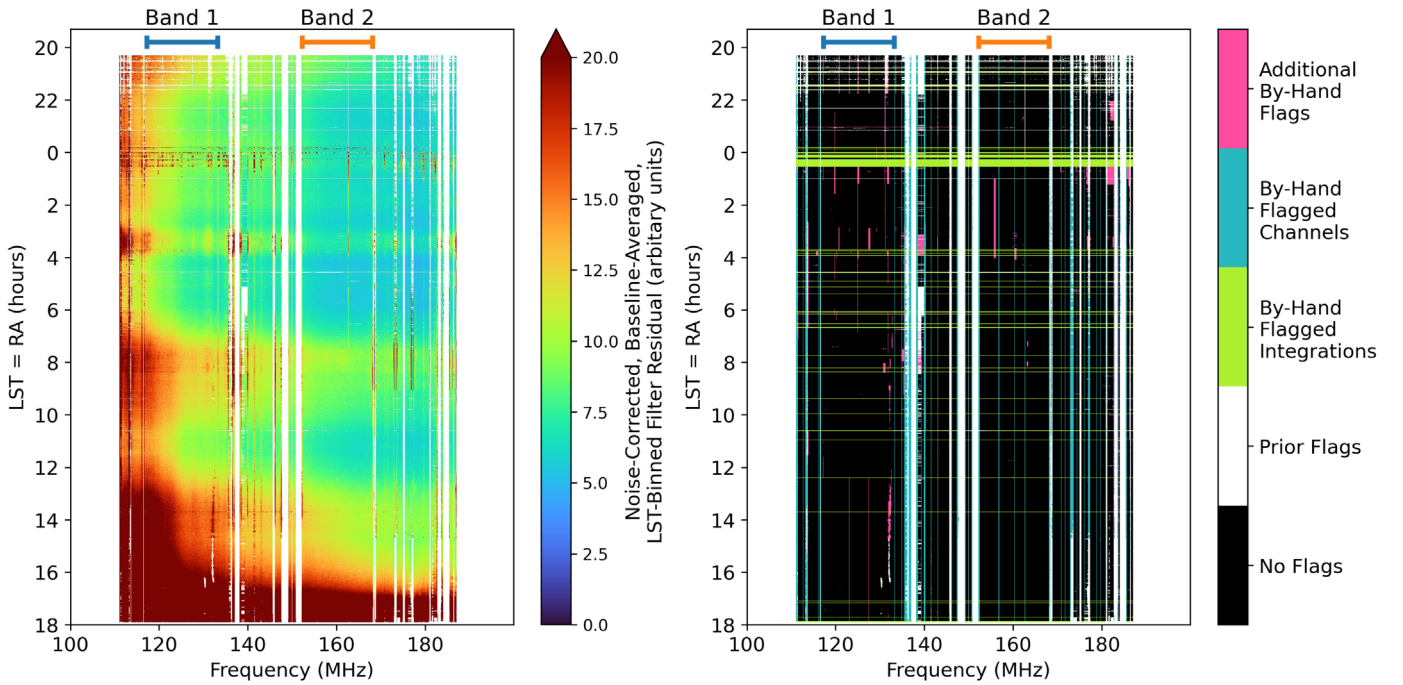 Band 1
Band 2
20
22
0
2
4
6
8
10
12
14
16
18
LST = RA (hours)
100
120
140
160
180
Frequency (MHz)
20.0
17.5
15.0
12.5
10.0
7.5
5.0
2.5
0.0
Noise-Corrected, Baseline-Averaged,
LST-Binned Filter Residual (arbitary units)
Band 1
Band 2
20
22
0
2
4
6
8
10
12
14
16
18
LST = RA (hours)
100
120
140
160
180
Frequency (MHz)
Additional
By-Hand
Flags
By-Hand
Flagged
Channels
By-Hand
Flagged
Integrations
Prior Flags
No Flags